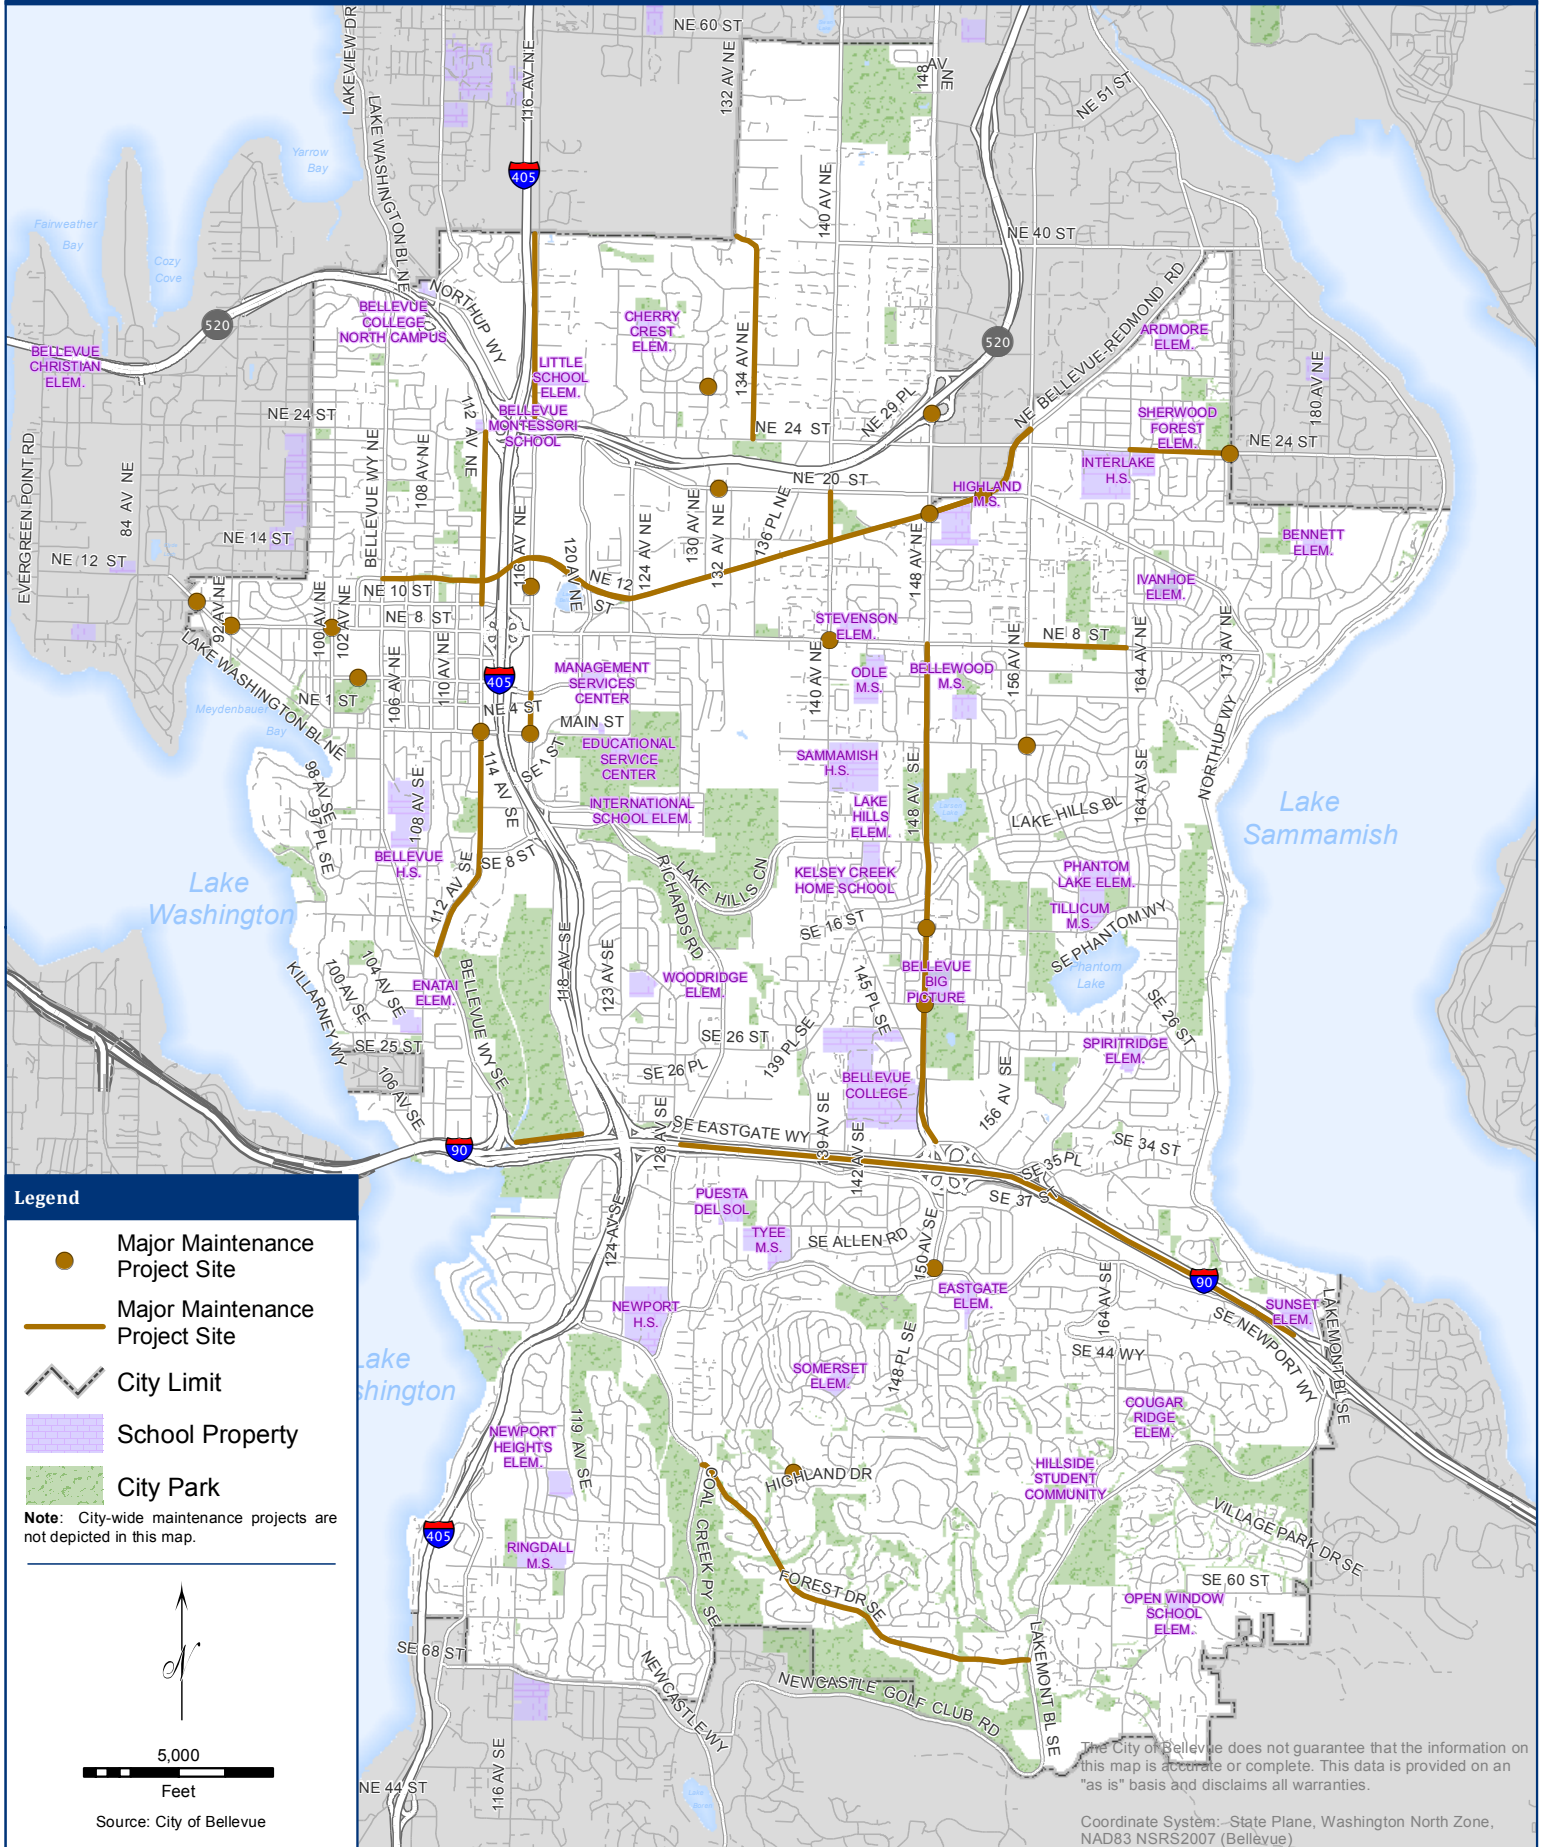 NE 60 ST
LAKEVIEW DR
116 AV NE
132 AV NE
148 AV NE
NE 51 ST
LAKE WASHINGTON BL NE
Yarrow
Bay
405
140 AV NE
Fairweather
Bay
Cozy
Cove
NE 40 ST
NORTHUP WY
520
BELLEVUE
COLLEGE
NORTH CAMPUS
CHERRY
CREST
ELEM.
134 AV NE
520
NE BELLEVUE-REDMOND RD
ARDMORE
ELEM.
BELLEVUE
CHRISTIAN
ELEM.
LITTLE
SCHOOL
ELEM.
180 AV NE
NE 24 ST
112 AV NE
BELLEVUE
MONTESSORI
SCHOOL
NE 24 ST
NE 29 PL
SHERWOOD
FOREST
ELEM.
NE 24 ST
EVERGREEN POINT RD
84 AV NE
BELLEVUE WY NE
108 AV NE
INTERLAKE
H.S.
NE 20 ST
HIGHLAND
M.S.
NE 14 ST
NE 12 ST
116 AV NE
120 AV NE
124 AV NE
130 AV NE
132 AV NE
136 PL NE
148 AV NE
BENNETT
ELEM.
NE 12
ST
NE 10 ST
IVANHOE
ELEM.
92 AV NE
100 AV NE
102 AV NE
NE 8 ST
STEVENSON
ELEM.
NE 8 ST
156 AV NE
164 AV NE
173 AV NE
LAKE WASHINGTON BL NE
106 AV NE
110 AV NE
405
MANAGEMENT
SERVICES
CENTER
140 AV NE
ODLE
M.S.
BELLEWOOD
M.S.
NE 1 ST
NE 4 ST
MAIN ST
Meydenbauer
Bay
NORTHUP WY
SE 1 ST
EDUCATIONAL
SERVICE
CENTER
SAMMAMISH
H.S.
98 AV SE
97 PL SE
108 AV SE
114 AV SE
INTERNATIONAL
SCHOOL ELEM.
LAKE
HILLS
ELEM.
148 AV SE
LAKE HILLS BL
164 AV SE
Lake
Sammamish
BELLEVUE
H.S.
SE 8 ST
RICHARDS RD
LAKE HILLS CN
KELSEY CREEK
HOME SCHOOL
PHANTOM
LAKE ELEM.
Lake
Washington
112 AV SE
SE 16 ST
TILLICUM
M.S.
SE PHANTOM WY
Phantom
Lake
KILLARNEY WY
100 AV SE
104 AV SE
ENATAI
ELEM.
BELLEVUE WY SE
118 AV SE
123 AV SE
WOODRIDGE
ELEM.
145 PL SE
BELLEVUE
BIG
PICTURE
SE 26 ST
SE 25 ST
SE 26 ST
139 PL SE
SPIRITRIDGE
ELEM.
106 AV SE
SE 26 PL
BELLEVUE
COLLEGE
156 AV SE
128 AV SE
SE EASTGATE WY
139 AV SE
142 AV SE
SE 34 ST
90
SE 35 PL
SE 37 ST
124 AV SE
PUESTA
DEL SOL
TYEE
M.S.
SE ALLEN RD
150 AV SE
EASTGATE
ELEM.
164 AV SE
90
SUNSET
ELEM.
LAKEMONT BL SE
NEWPORT
H.S.
SE NEWPORT WY
SE 44 WY
SOMERSET
ELEM.
148 PL SE
COUGAR
RIDGE
ELEM.
NEWPORT
HEIGHTS
ELEM.
119 AV SE
HIGHLAND DR
HILLSIDE
STUDENT
COMMUNITY
VILLAGE PARK DR SE
405
RINGDALL
M.S.
COAL CREEK PY SE
FOREST DR SE
SE 60 ST
OPEN WINDOW
SCHOOL
ELEM.
SE 68 ST
NEWCASTLE WY
NEWCASTLE GOLF CLUB RD
LAKEMONT BL SE
116 AV SE
NE 44 ST
Lake
shington
Legend
Major Maintenance
Project Site
Major Maintenance
Project Site
City Limit
School Property
City Park
Note: City-wide maintenance projects are
not depicted in this map.
N
5,000
Feet
Source: City of Bellevue
The City of Bellevue does not guarantee that the information on
this map is accurate or complete. This data is provided on an
"as is" basis and disclaims all warranties.
Coordinate System: State Plane, Washington North Zone,
NAD83 NSRS2007 (Bellevue)